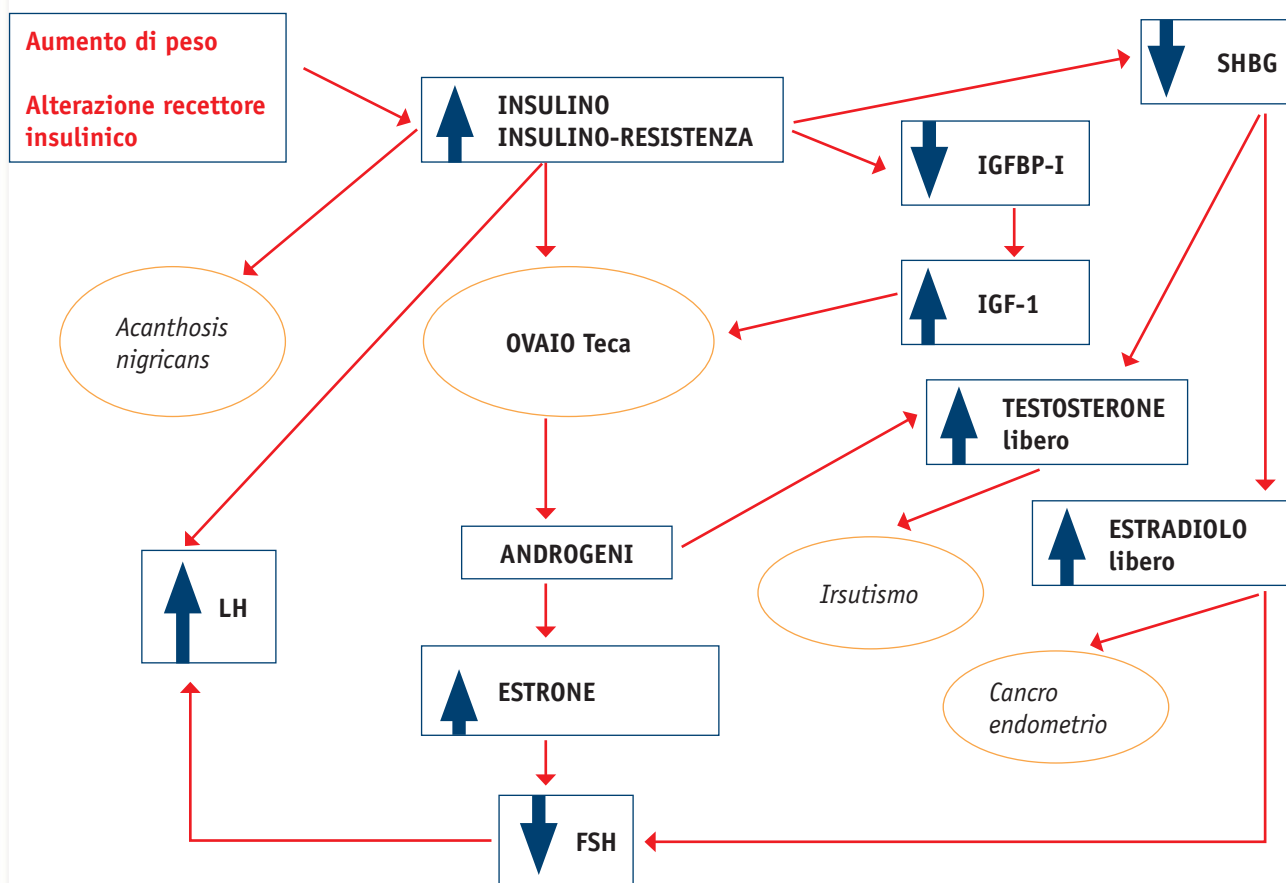 Aumento di peso
Alterazione recettore
insulinico
INSULINO
INSULINO-RESISTENZA
SHBG
IGFBP-I
IGF-1
Acanthosis
nigricans
OVAIO Teca
TESTOSTERONE
libero
ANDROGENI
ESTRADIOLO
libero
LH
Irsutismo
ESTRONE
Cancro
endometrio
FSH